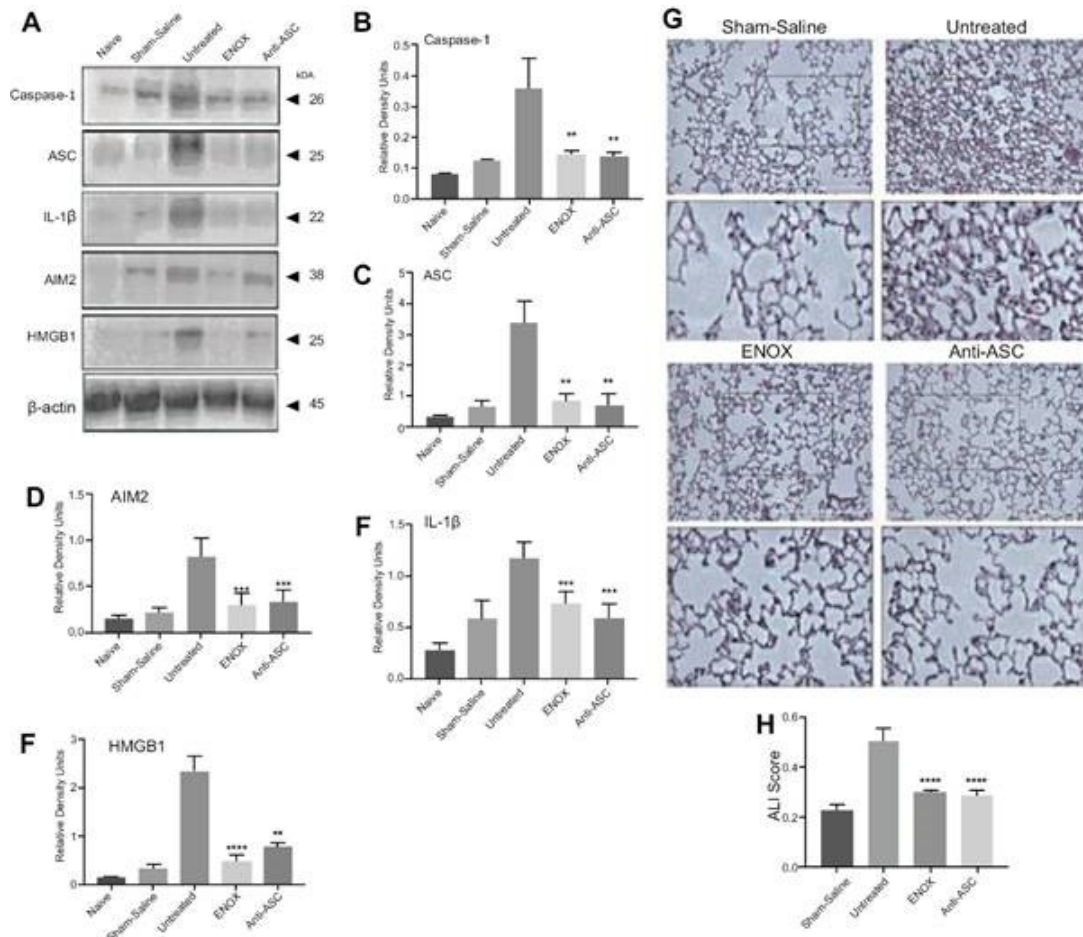 A
Naive
Sham-Saline
Untreated
ENOX
Anti-ASC
kDA
Caspase-1
26
ASC
25
IL-1β
22
AIM2
38
HMGB1
25
β-actin
45
B
Caspase-1
Relative Density Units
0.5
0.4
0.3
0.2
0.1
0.0
** **
Naive
Sham-Saline
Untreated
ENOX
Anti-ASC
C
ASC
Relative Density Units
5
4
3
2
1
0
** **
Naive
Sham-Saline
Untreated
ENOX
Anti-ASC
D
AIM2
Relative Density Units
1.5
1.0
0.5
0.0
*** ***
Naive
Sham-Saline
Untreated
ENOX
Anti-ASC
F
IL-1β
Relative Density Units
1.5
1.0
0.5
0.0
*** ***
Naive
Sham-Saline
Untreated
ENOX
Anti-ASC
F
HMGB1
Relative Density Units
3
2
1
0
**** **
Naive
Sham-Saline
Untreated
ENOX
Anti-ASC
G
Sham-Saline
Untreated
ENOX
Anti-ASC
H
ALI Score
0.6
0.4
0.2
0.0
**** ****
Sham-Saline
Untreated
ENOX
Anti-ASC